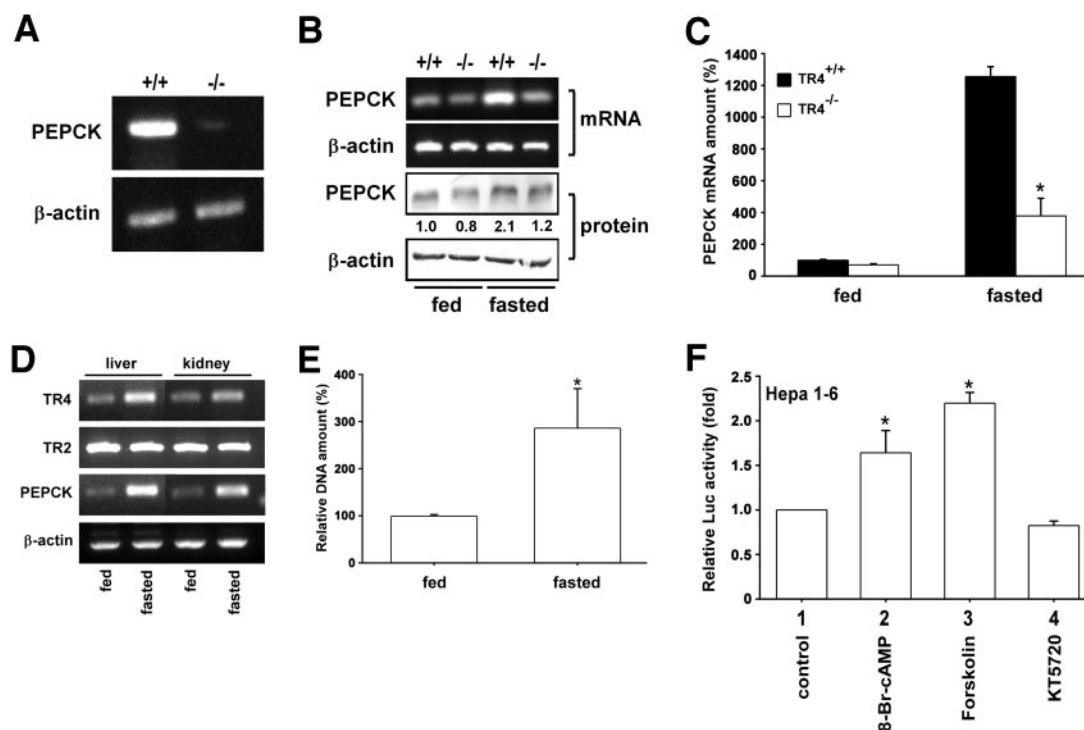 A
+/+ -/-
PEPCK
β-actin
B
+/+ -/- +/+ -/-
PEPCK
mRNA
β-actin
PEPCK
1.0 0.8 2.1 1.2
protein
β-actin
fed fasted
C
PEPCK mRNA amount (%)
1400
1200
1000
800
600
400
200
0
TR4+/+
TR4-/-
*
fed fasted
D
liver kidney
TR4
TR2
PEPCK
β-actin
fed fasted fed fasted
E
Relative DNA amount (%)
400
300
200
100
0
*
fed fasted
F
Hepa 1-6
Relative Luc activity (fold)
2.5
2.0
1.5
1.0
0.5
0
* *
1 2 3 4
control
8-Br-cAMP
Forskolin
KT5720